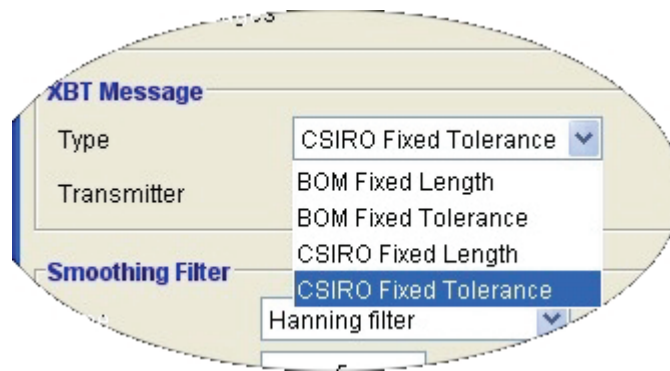 XBT Message
Type CSIRO Fixed Tolerance
BOM Fixed Length
Transmitter
BOM Fixed Tolerance
CSIRO Fixed Length
Smoothing Filter
CSIRO Fixed Tolerance
Hanning filter